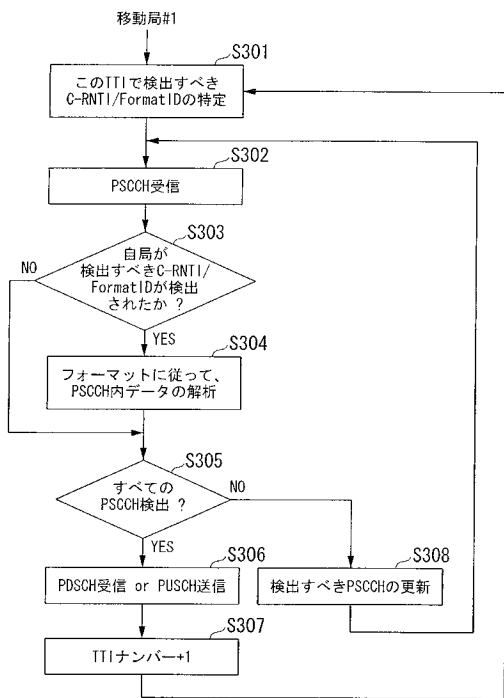 移動局#1
S301
このTTIで検出すべき
C-RNTI/FormatIDの特定
S302
PSCCH受信
S303
自局が
検出すべきC-RNTI/
FormatIDが検出
されたか ?
NO
YES
S304
フォーマットに従って、
PSCCH内データの解析
S305
すべての
PSCCH検出 ?
NO
YES
S306
PDSCH受信 or PUSCH送信
S308
検出すべきPSCCHの更新
S307
TTIナンバー+1